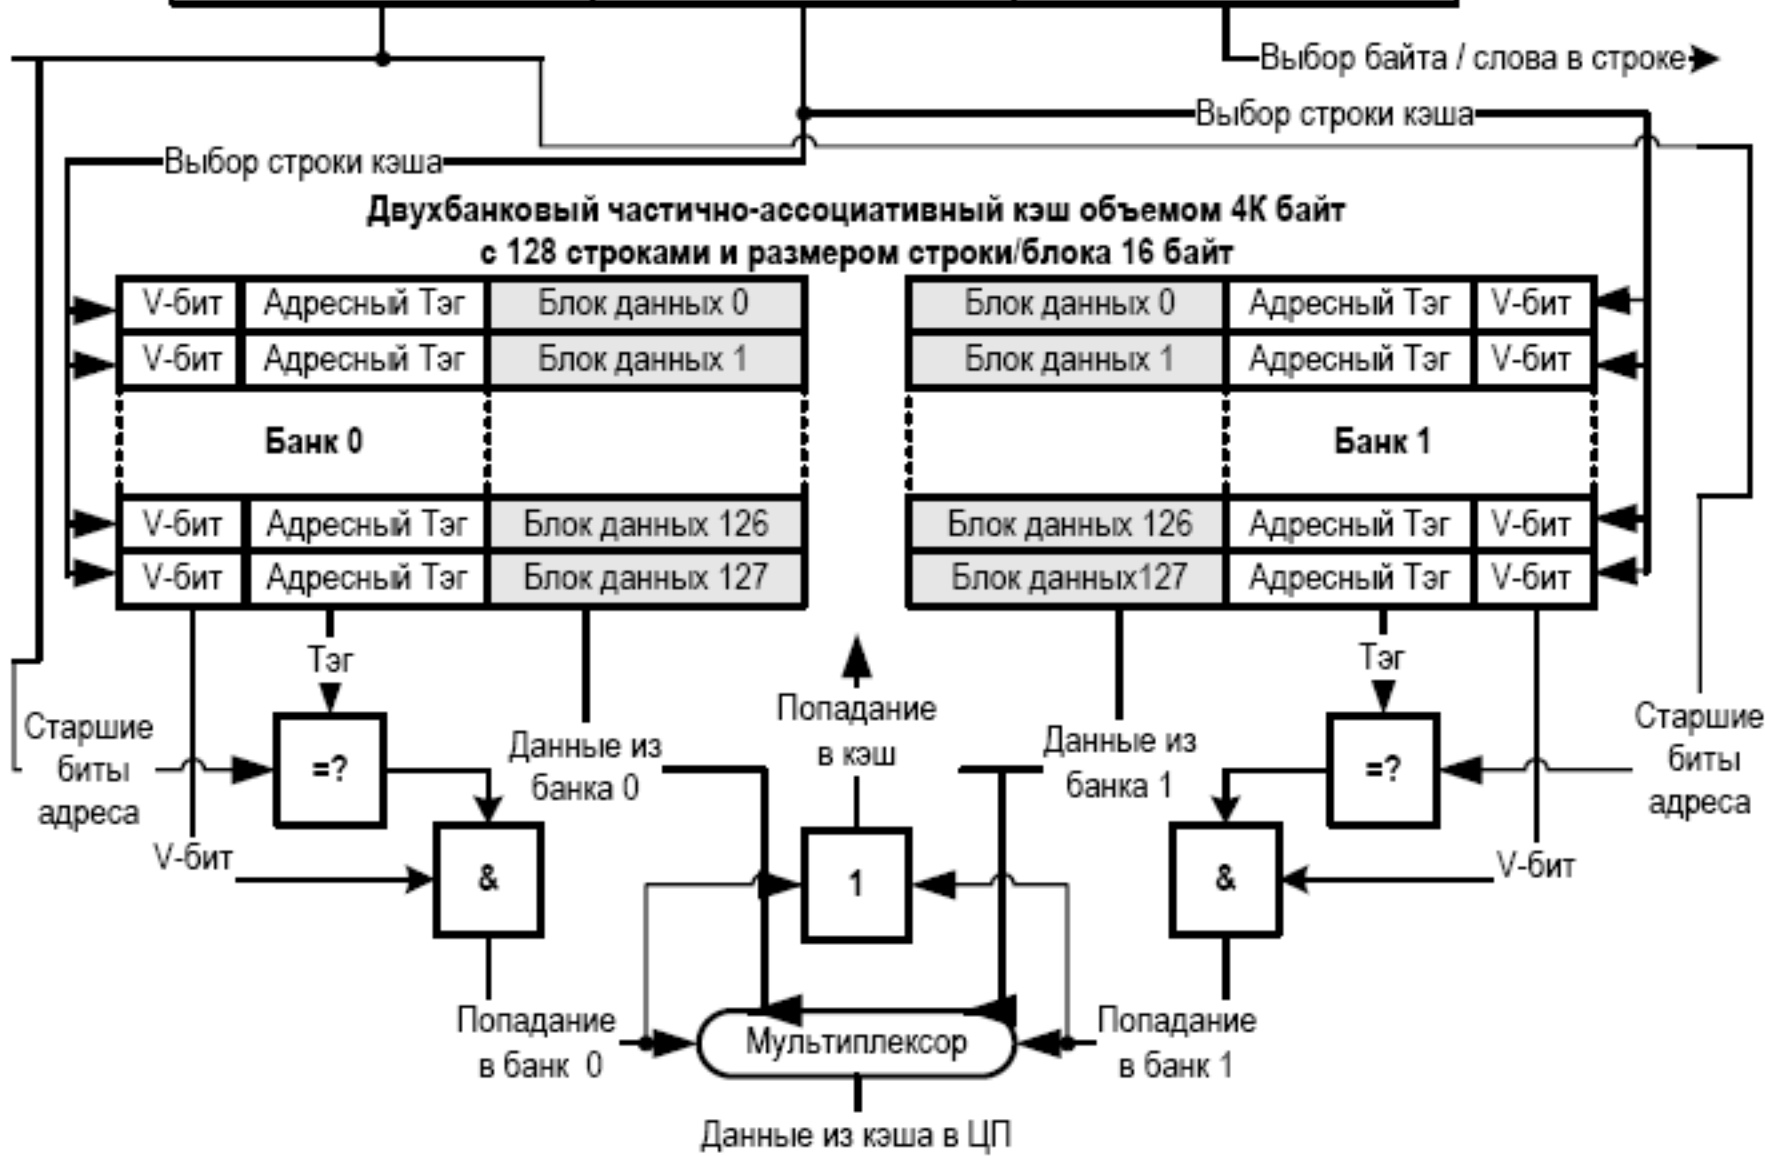 Выбор байта / слова в строке
Выбор строки кэша
Выбор строки кэша
Двухбанковый частично-ассоциативный кэш объемом 4К байт
с 128 строками и размером строки/блока 16 байт
V-бит Адресный Тэг Блок данных 0 Блок данных 0 Адресный Тэг V-бит
V-бит Адресный Тэг Блок данных 1 Блок данных 1 Адресный Тэг V-бит
Банк 0 Банк 1
V-бит Адресный Тэг Блок данных 126 Блок данных 126 Адресный Тэг V-бит
V-бит Адресный Тэг Блок данных 127 Блок данных127 Адресный Тэг V-бит
Тэг Тэг
Старшие
биты
адреса
=?
Данные из
банка 0
Попадание
в кэш
Данные из
банка 1
=?
Старшие
биты
адреса
V-бит
&
1
&
V-бит
Попадание
в банк 0
Мультиплексор
Попадание
в банк 1
Данные из кэша в ЦП